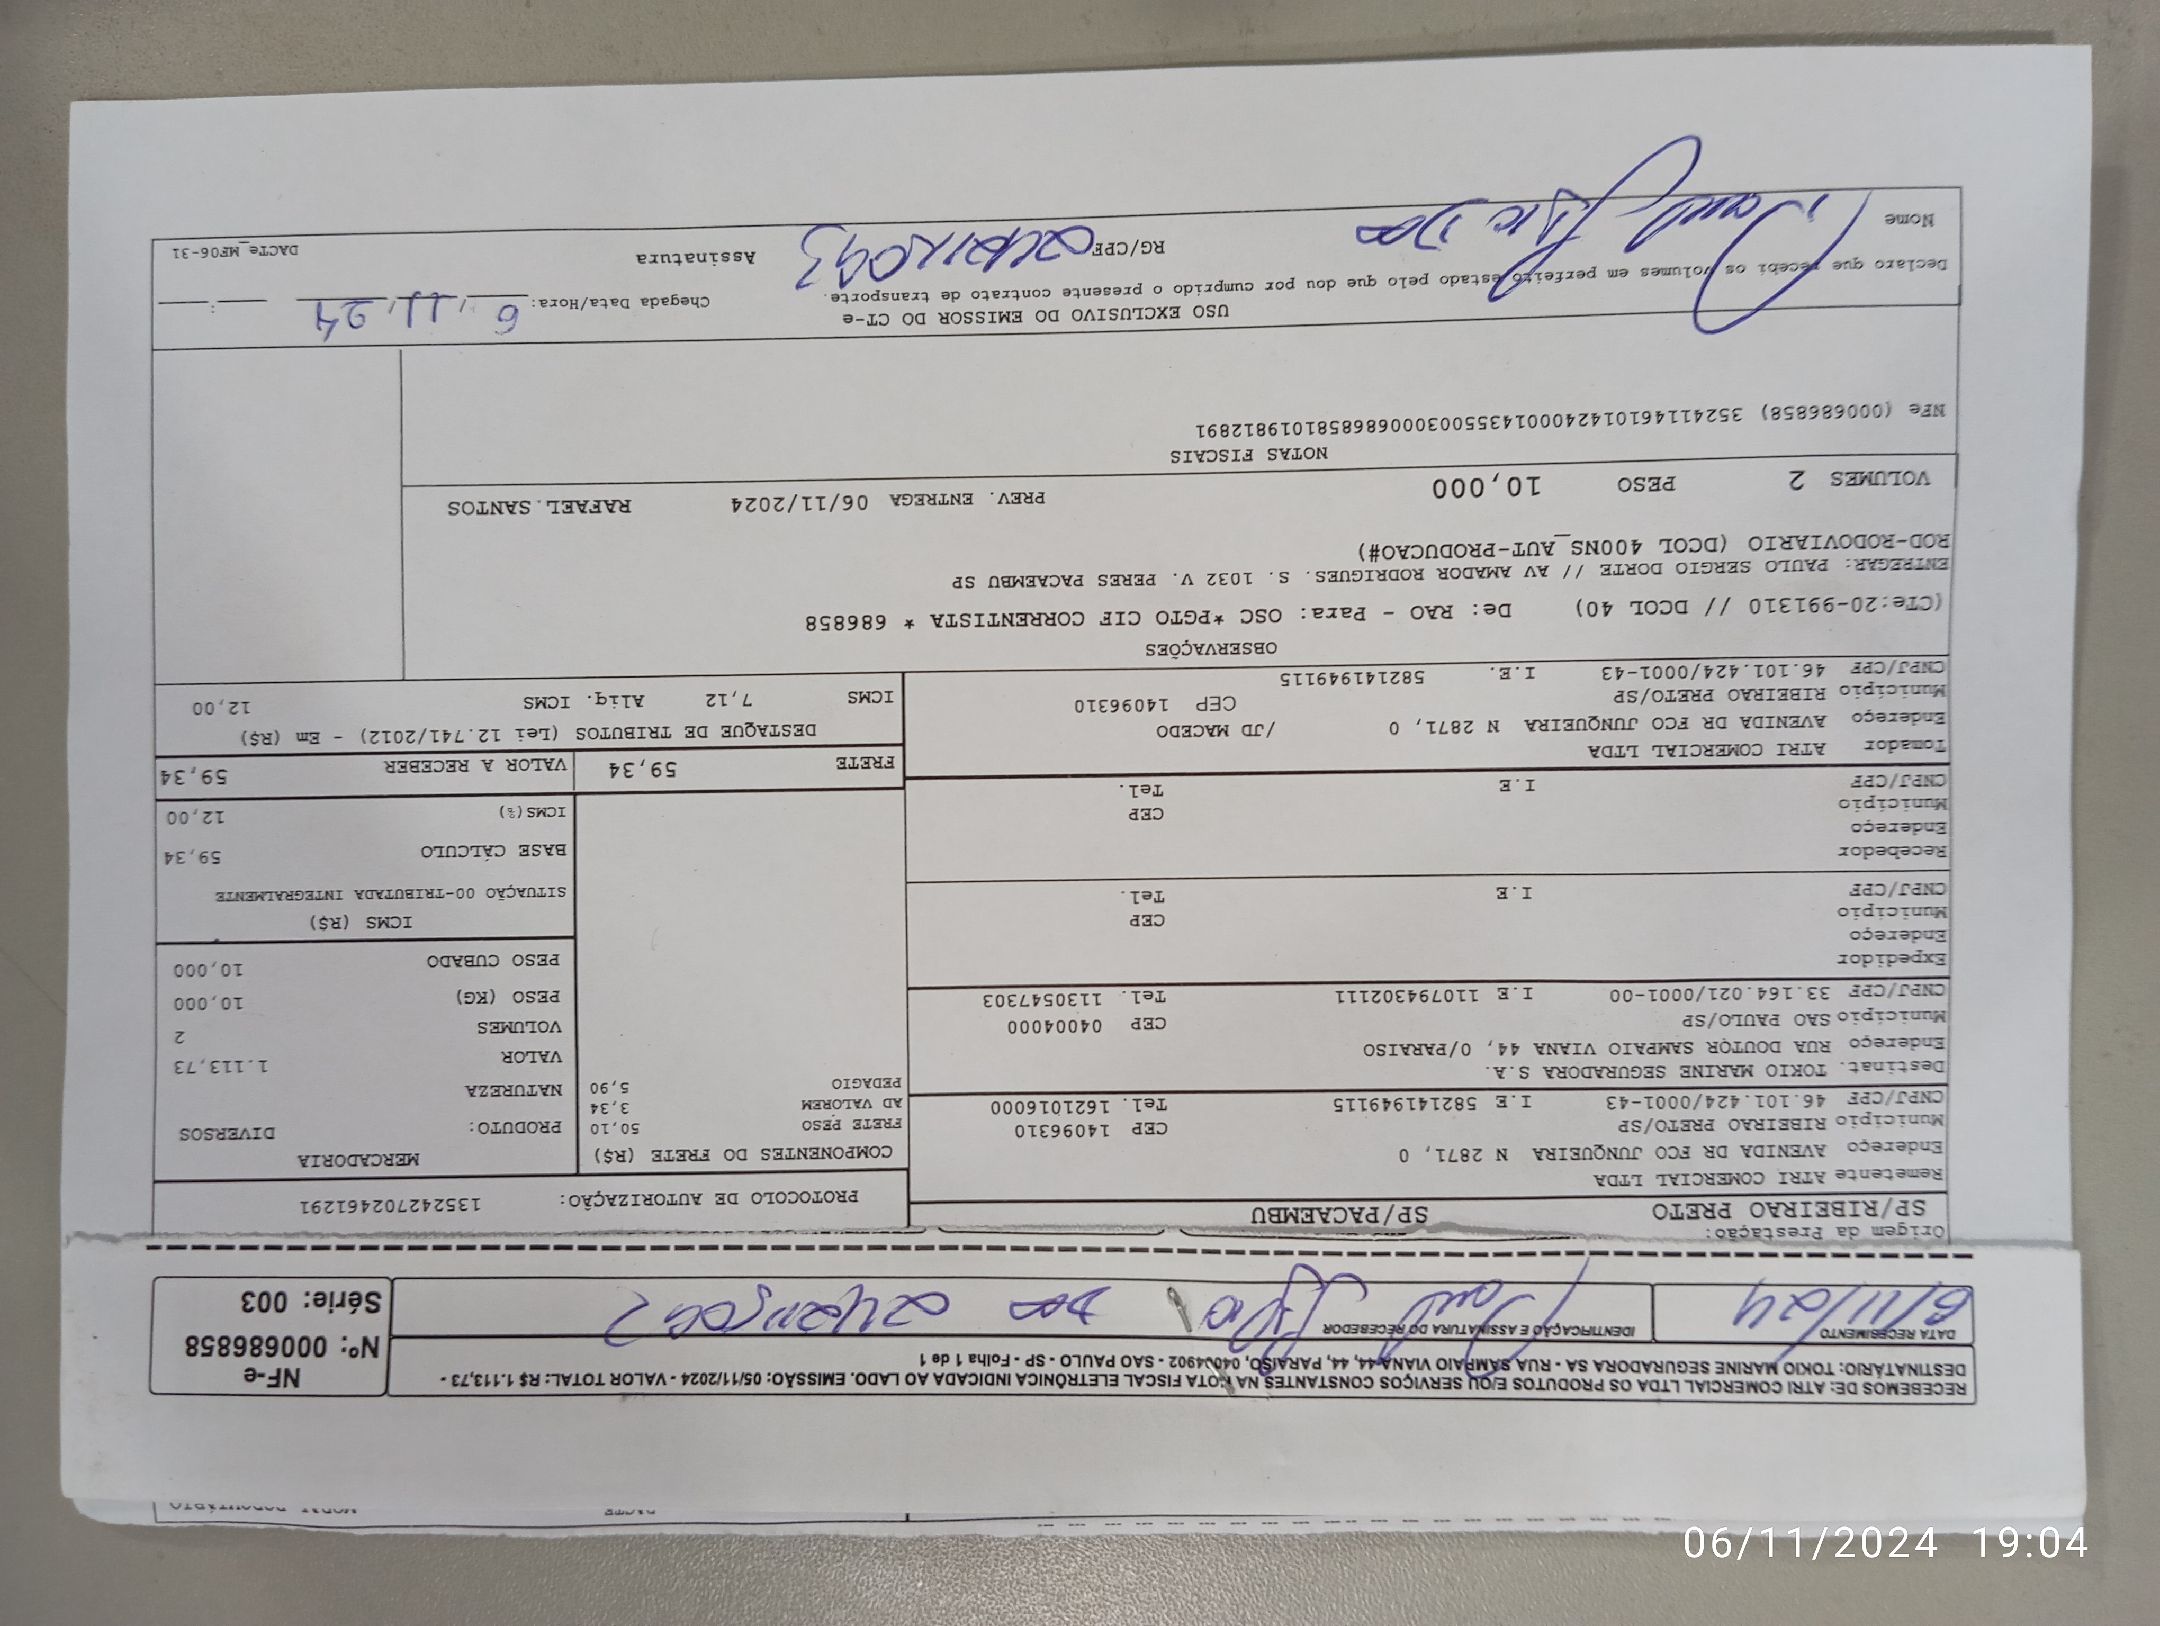 RECEBEMOS DE: ATRI COMERCIAL LTDA OS PRODUTOS E/OU SERVIÇOS CONSTANTES NA NOTA FISCAL ELETRÔNICA INDICADA AO LADO. EMISSÃO: 05/11/2024 - VALOR TOTAL: R$ 1.113,73 -
DESTINATÁRIO: TOKIO MARINE SEGURADORA SA - RUA SAMPAIO VIANA 44, 44, PARAISO, 04004902 - SAO PAULO - SP - Folha 1 de 1
NF-e
Nº: 000686858
Série: 003
DATA RECEBIMENTO
6/11/24
IDENTIFICAÇÃO E ASSINATURA DO RECEBEDOR
Origem da Prestação:
SP/RIBEIRAO PRETO SP/PACAEMBU
PROTOCOLO DE AUTORIZAÇÃO: 135242702461291
Remetente ATRI COMERCIAL LTDA
Endereço AVENIDA DR FCO JUNQUEIRA N 2871, 0
Município RIBEIRAO PRETO/SP CEP 14096310
CNPJ/CPF 46.101.424/0001-43 I.E 582141949115 Tel. 1621016000
Destinat. TOKIO MARINE SEGURADORA S.A.
Endereço RUA DOUTOR SAMPAIO VIANA 44, 0/PARAISO
Município SAO PAULO/SP CEP 04004000
CNPJ/CPF 33.164.021/0001-00 I.E 110794302111 Tel. 1130547303
Expedidor
Endereço
Município CEP
CNPJ/CPF I.E Tel.
Recebedor
Endereço
Município CEP
CNPJ/CPF I.E Tel.
Tomador ATRI COMERCIAL LTDA
Endereço AVENIDA DR FCO JUNQUEIRA N 2871, 0 /JD MACEDO
Município RIBEIRAO PRETO/SP CEP 14096310
CNPJ/CPF 46.101.424/0001-43 I.E. 582141949115
COMPONENTES DO FRETE (R$)
FRETE PESO 50,10
AD VALOREM 3,34
PEDAGIO 5,90
MERCADORIA
PRODUTO: DIVERSOS
NATUREZA
VALOR 1.113,73
VOLUMES 2
PESO (KG) 10,000
PESO CUBADO 10,000
ICMS (R$)
SITUAÇÃO 00-TRIBUTADA INTEGRALMENTE
BASE CÁLCULO 59,34
ICMS(%) 12,00
FRETE 59,34
VALOR A RECEBER 59,34
DESTAQUE DE TRIBUTOS (Lei 12.741/2012) - Em (R$)
ICMS 7,12 Aliq. ICMS 12,00
OBSERVAÇÕES
(CTe:20-991310 // DCOL 40) De: RAO - Para: OSC *PGTO CIF CORRENTISTA * 686858
ENTREGAR: PAULO SERGIO DORTE // AV AMADOR RODRIGUES. S. 1032 V. PERES PACAEMBU SP
ROD-RODOVIARIO (DCOL 400NS_AUT-PRODUCAO#)
VOLUMES 2 PESO 10,000 PREV. ENTREGA 06/11/2024 RAFAEL.SANTOS
NOTAS FISCAIS
NFe (000686858) 352411461014240001435500300006868581019812891
USO EXCLUSIVO DO EMISSOR DO CT-e
Declaro que recebi os volumes em perfeito estado pelo que dou por cumprido o presente contrato de transporte.
Chegada Data/Hora: 6, 11, 24 :
Nome RG/CPF Assinatura
DACTe_MF06-31
06/11/2024 19:04